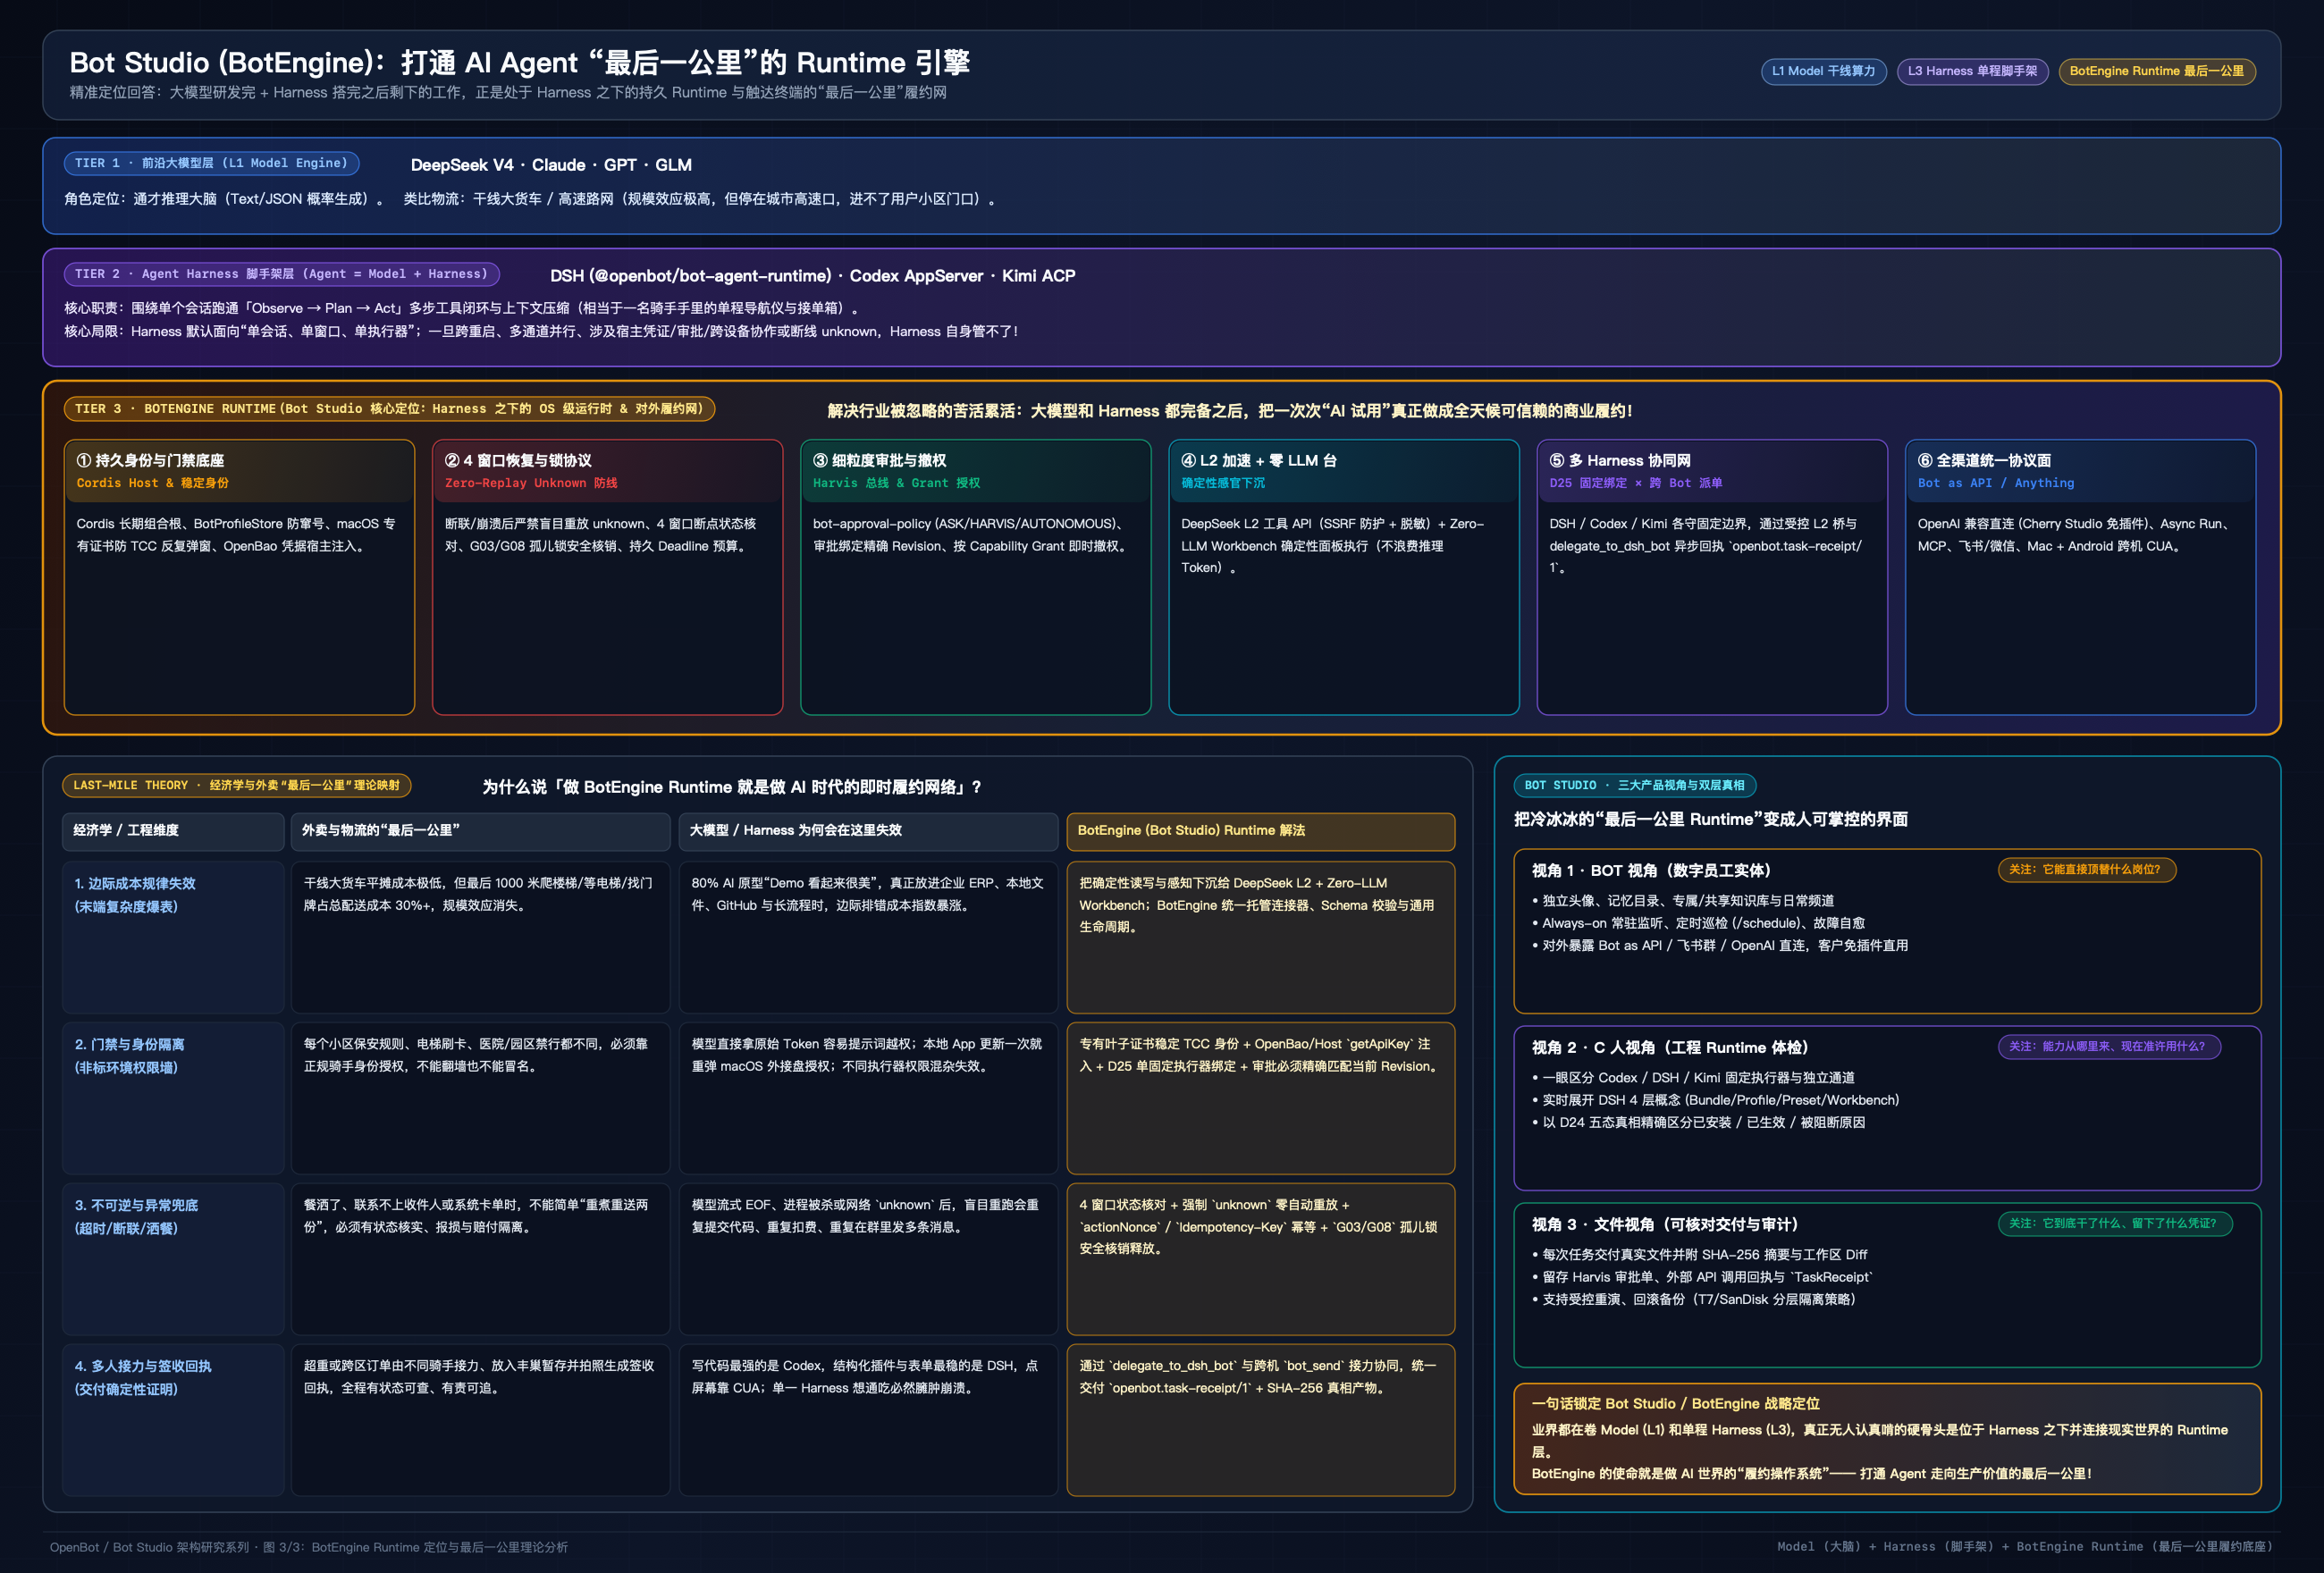 Bot Studio (BotEngine)：打通 AI Agent “最后一公里”的 Runtime 引擎
精准定位回答：大模型研发完 + Harness 搭完之后剩下的工作，正是处于 Harness 之下的持久 Runtime 与触达终端的“最后一公里”履约网
L1 Model 干线算力
L3 Harness 单程脚手架
BotEngine Runtime 最后一公里
TIER 1 · 前沿大模型层 (L1 Model Engine)
DeepSeek V4 · Claude · GPT · GLM
角色定位：通才推理大脑（Text/JSON 概率生成）。 类比物流：干线大货车 / 高速路网（规模效应极高，但停在城市高速口，进不了用户小区门口）。
TIER 2 · Agent Harness 脚手架层 (Agent = Model + Harness)
DSH (@openbot/bot-agent-runtime) · Codex AppServer · Kimi ACP
核心职责：围绕单个会话跑通「Observe → Plan → Act」多步工具闭环与上下文压缩（相当于一名骑手手里的单程导航仪与接单箱）。
核心局限：Harness 默认面向“单会话、单窗口、单执行器”；一旦跨重启、多通道并行、涉及宿主凭证/审批/跨设备协作或断线 unknown，Harness 自身管不了！
TIER 3 · BOTENGINE RUNTIME (Bot Studio 核心定位：Harness 之下的 OS 级运行时 & 对外履约网)
解决行业被忽略的苦活累活：大模型和 Harness 都完备之后，把一次次“AI 试用”真正做成全天候可信赖的商业履约！
① 持久身份与门禁底座
Cordis Host & 稳定身份
Cordis 长期组合根、BotProfileStore 防窜号、macOS 专
有证书防 TCC 反复弹窗、OpenBao 凭据宿主注入。
② 4 窗口恢复与锁协议
Zero-Replay Unknown 防线
断联/崩溃后严禁盲目重放 unknown、4 窗口断点状态核
对、G03/G08 孤儿锁安全核销、持久 Deadline 预算。
③ 细粒度审批与撤权
Harvis 总线 & Grant 授权
bot-approval-policy (ASK/HARVIS/AUTONOMOUS)、
审批绑定精确 Revision、按 Capability Grant 即时撤权。
④ L2 加速 + 零 LLM 台
确定性感官下沉
DeepSeek L2 工具 API（SSRF 防护 + 脱敏）+ Zero-
LLM Workbench 确定性面板执行（不浪费推理
Token）。
⑤ 多 Harness 协同网
D25 固定绑定 × 跨 Bot 派单
DSH / Codex / Kimi 各守固定边界，通过受控 L2 桥与
delegate_to_dsh_bot 异步回执 `openbot.task-receipt/
1`。
⑥ 全渠道统一协议面
Bot as API / Anything
OpenAI 兼容直连 (Cherry Studio 免插件)、Async Run、
MCP、飞书/微信、Mac + Android 跨机 CUA。
LAST-MILE THEORY · 经济学与外卖“最后一公里”理论映射
为什么说「做 BotEngine Runtime 就是做 AI 时代的即时履约网络」?
经济学 / 工程维度
外卖与物流的“最后一公里”
大模型 / Harness 为何会在这里失效
BotEngine (Bot Studio) Runtime 解法
1. 边际成本规律失效
(末端复杂度爆表)
干线大货车平摊成本极低，但最后 1000 米爬楼梯/等电梯/找门
牌占总配送成本 30%+，规模效应消失。
80% AI 原型“Demo 看起来很美”，真正放进企业 ERP、本地文
件、GitHub 与长流程时，边际排错成本指数暴涨。
把确定性读写与感知下沉给 DeepSeek L2 + Zero-LLM
Workbench；BotEngine 统一托管连接器、Schema 校验与通用
生命周期。
2. 门禁与身份隔离
(非标环境权限墙)
每个小区保安规则、电梯刷卡、医院/园区禁行都不同，必须靠
正规骑手身份授权，不能翻墙也不能冒名。
模型直接拿原始 Token 容易提示词越权；本地 App 更新一次就
重弹 macOS 外接盘授权；不同执行器权限混杂失效。
专有叶子证书稳定 TCC 身份 + OpenBao/Host `getApiKey` 注
入 + D25 单固定执行器绑定 + 审批必须精确匹配当前 Revision。
3. 不可逆与异常兜底
(超时/断联/洒餐)
餐洒了、联系不上收件人或系统卡单时，不能简单“重煮重送两
份”，必须有状态核实、报损与赔付隔离。
模型流式 EOF、进程被杀或网络 `unknown` 后，盲目重跑会重
复提交代码、重复扣费、重复在群里发多条消息。
4 窗口状态核对 + 强制 `unknown` 零自动重放 +
`actionNonce` / `Idempotency-Key` 幂等 + `G03/G08` 孤儿锁
安全核销释放。
4. 多人接力与签收回执
(交付确定性证明)
超重或跨区订单由不同骑手接力、放入丰巢暂存并拍照生成签收
回执，全程有状态可查、有责可追。
写代码最强的是 Codex，结构化插件与表单最稳的是 DSH，点
屏幕靠 CUA；单一 Harness 想通吃必然臃肿崩溃。
通过 `delegate_to_dsh_bot` 与跨机 `bot_send` 接力协同，统一
交付 `openbot.task-receipt/1` + SHA-256 真相产物。
BOT STUDIO · 三大产品视角与双层真相
把冷冰冰的“最后一公里 Runtime”变成人可掌控的界面
视角 1 · BOT 视角（数字员工实体）
关注：它能直接顶替什么岗位？
• 独立头像、记忆目录、专属/共享知识库与日常频道
• Always-on 常驻监听、定时巡检 (/schedule)、故障自愈
• 对外暴露 Bot as API / 飞书群 / OpenAI 直连，客户免插件直用
视角 2 · C 人视角（工程 Runtime 体检）
关注：能力从哪里来、现在准许用什么？
• 一眼区分 Codex / DSH / Kimi 固定执行器与独立通道
• 实时展开 DSH 4 层概念 (Bundle/Profile/Preset/Workbench)
• 以 D24 五态真相精确区分已安装 / 已生效 / 被阻断原因
视角 3 · 文件视角（可核对交付与审计）
关注：它到底干了什么、留下了什么凭证？
• 每次任务交付真实文件并附 SHA-256 摘要与工作区 Diff
• 留存 Harvis 审批单、外部 API 调用回执与 `TaskReceipt`
• 支持受控重演、回滚备份（T7/SanDisk 分层隔离策略）
一句话锁定 Bot Studio / BotEngine 战略定位
业界都在卷 Model (L1) 和单程 Harness (L3)，真正无人认真啃的硬骨头是位于 Harness 之下并连接现实世界的 Runtime
层。
BotEngine 的使命就是做 AI 世界的“履约操作系统”—— 打通 Agent 走向生产价值的最后一公里！
OpenBot / Bot Studio 架构研究系列 · 图 3/3：BotEngine Runtime 定位与最后一公里理论分析
Model (大脑) + Harness (脚手架) + BotEngine Runtime (最后一公里履约底座)